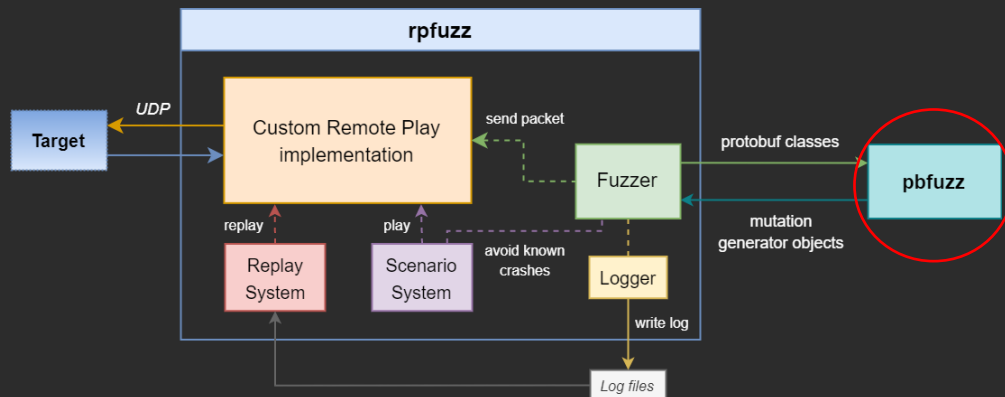 rpfuzz
UDP
Target
Custom Remote Play
implementation
send packet
Fuzzer
protobuf classes
pbfuzz
mutation
generator objects
replay
play
avoid known
crashes
Replay
System
Scenario
System
Logger
write log
Log files